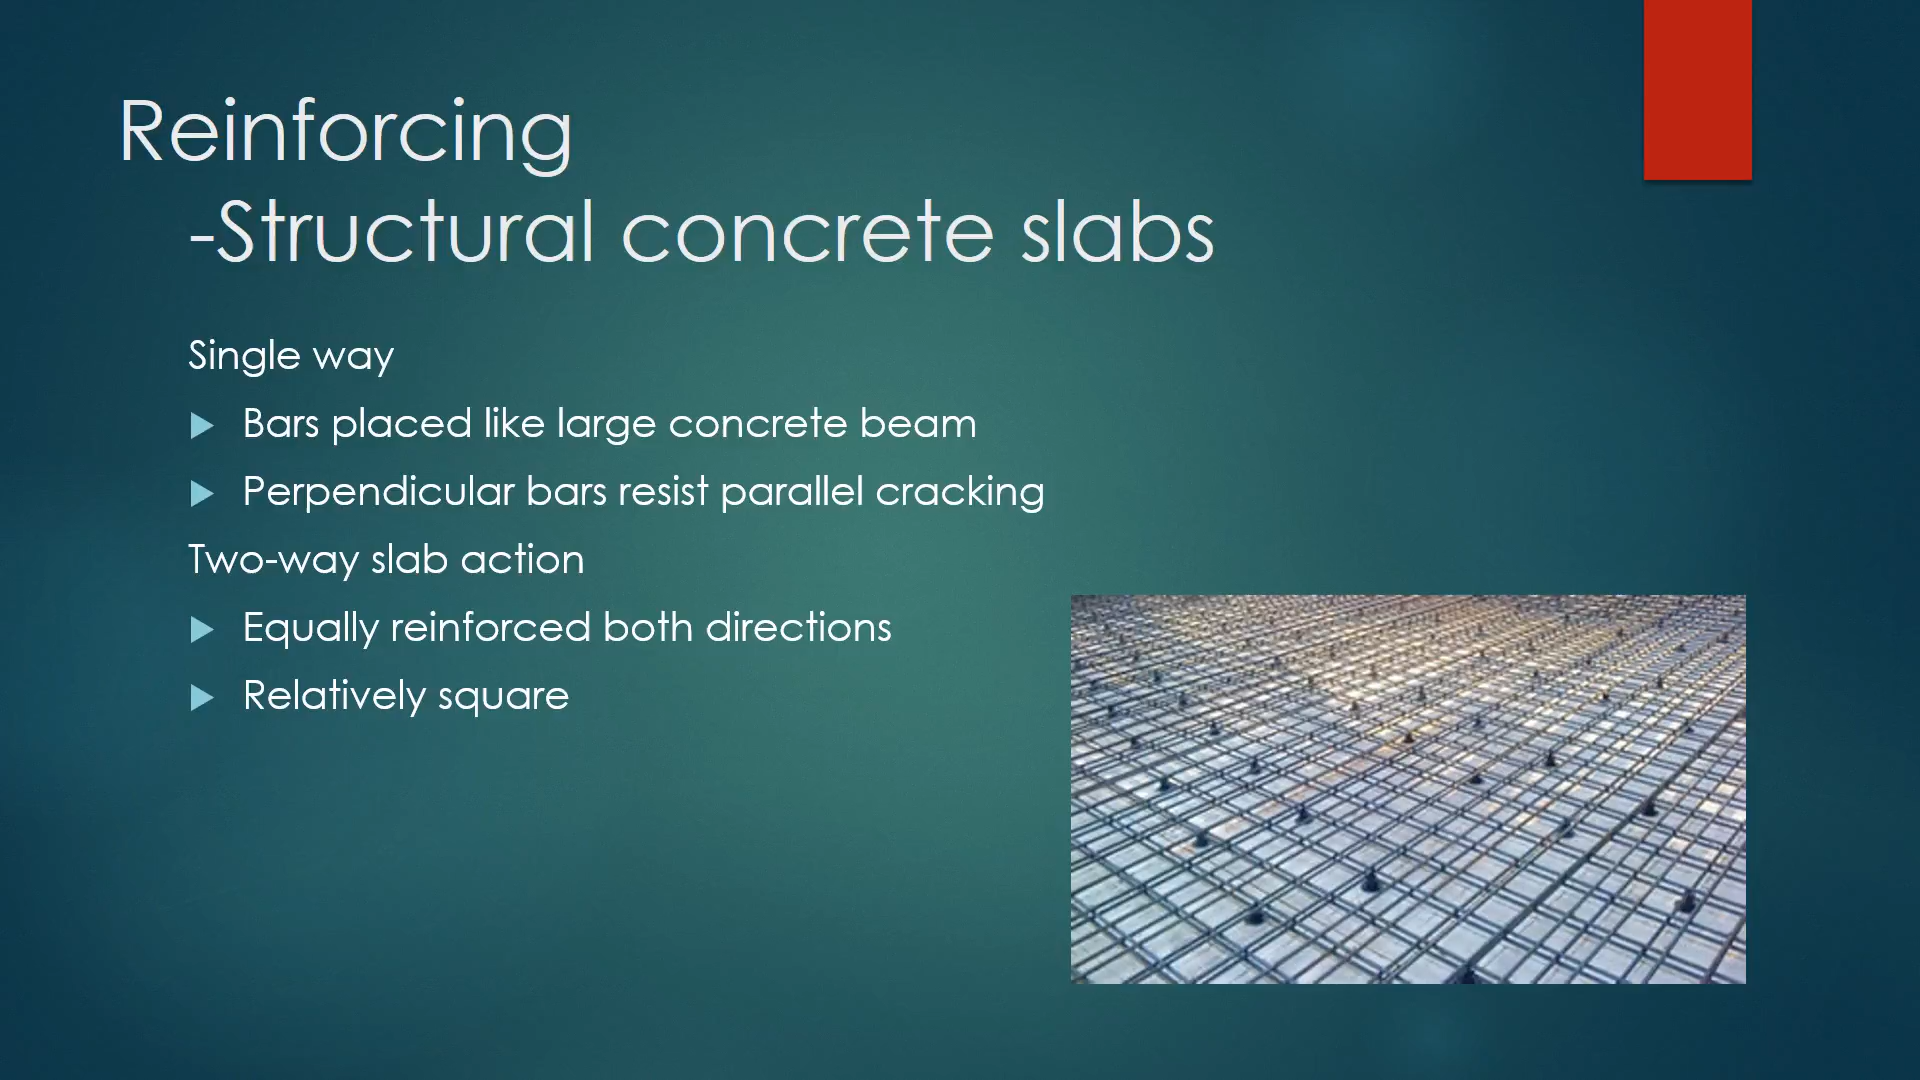 Reinforcing
-Structural concrete slabs
Single way
Bars placed like large concrete beam
Perpendicular bars resist parallel cracking
Two-way slab action
Equally reinforced both directions
Relatively square